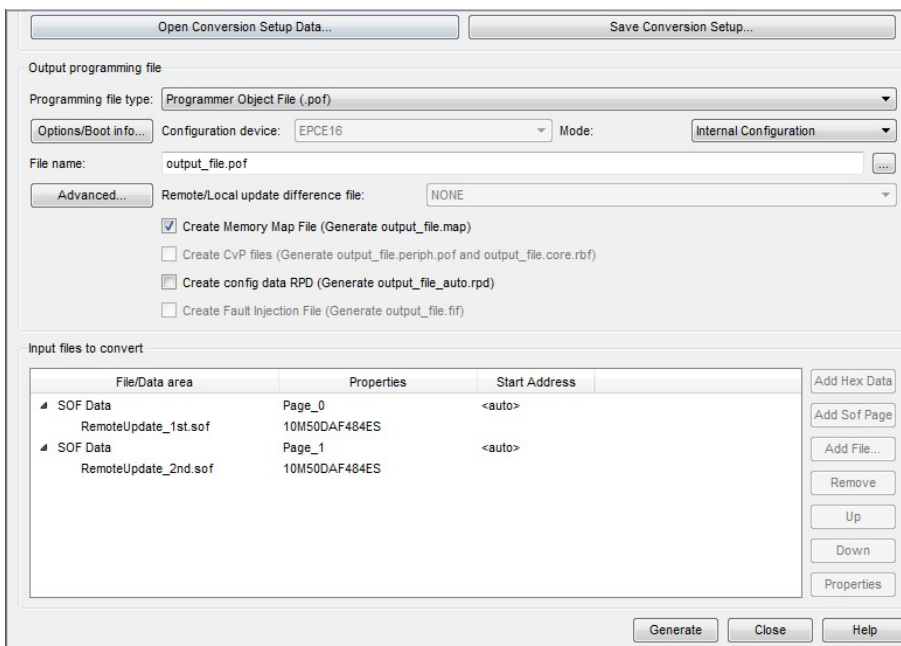 Open Conversion Setup Data... Save Conversion Setup...
Output programming file
Programming file type: Programmer Object File (.pof)
Options/Boot info... Configuration device: EPCE16 Mode: Internal Configuration
File name: output_file.pof ...
Advanced... Remote/Local update difference file: NONE
Create Memory Map File (Generate output_file.map)
Create CvP files (Generate output_file.periph.pof and output_file.core.rbf)
Create config data RPD (Generate output_file_auto.rpd)
Create Fault Injection File (Generate output_file.fif)
Input files to convert
File/Data area Properties Start Address Add Hex Data
SOF Data Page_0 <auto>
RemoteUpdate_1st.sof 10M50DAF484ES Add Sof Page
SOF Data Page_1 <auto> Add File...
RemoteUpdate_2nd.sof 10M50DAF484ES
Remove
Up
Down
Properties
Generate Close Help